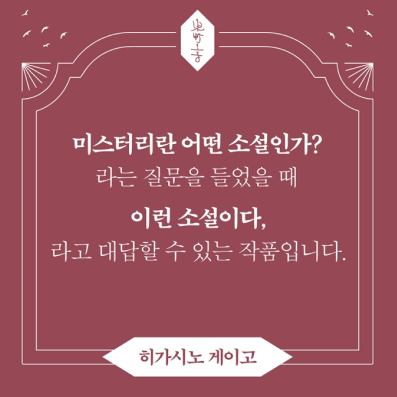 미스터리란 어떤 소설인가?
라는 질문을 들었을 때
이런 소설이다,
라고 대답할 수 있는 작품입니다.
히가시노 게이고